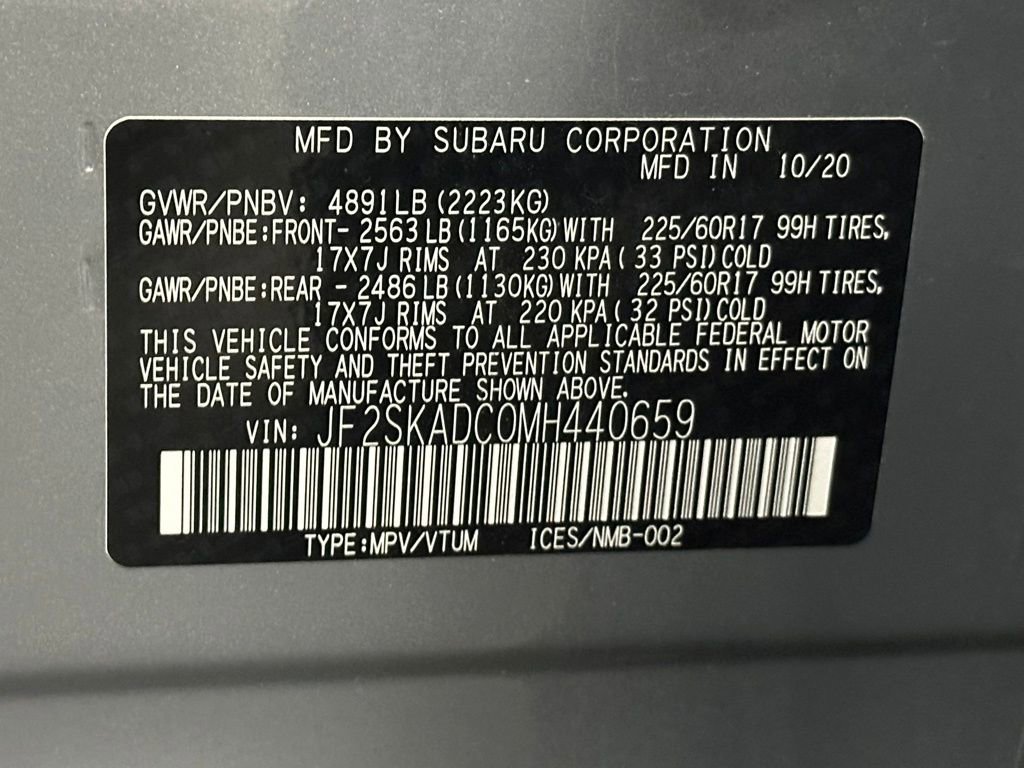 MFD BY SUBARU CORPORATION
MFD IN 10/20
GVWR/PNBV: 4891LB(2223KG)
GAWR/PNBE:FRONT- 2563LB(1165KG)WITH 225/60R17 99H TIRES,
17X7J RIMS AT 230 KPA( 33 PSI)COLD
GAWR/PNBE:REAR - 2486LB(1130KG)WITH 225/60R17 99H TIRES,
17X7J RIMS AT 220 KPA( 32 PSI)COLD
THIS VEHICLE CONFORMS TO ALL APPLICABLE FEDERAL MOTOR
VEHICLE SAFETY AND THEFT PREVENTION STANDARDS IN EFFECT ON
THE DATE OF MANUFACTURE SHOWN ABOVE.
VIN: JF2SKADC0MH440659
TYPE:MPV/VTUM ICES/NMB-002